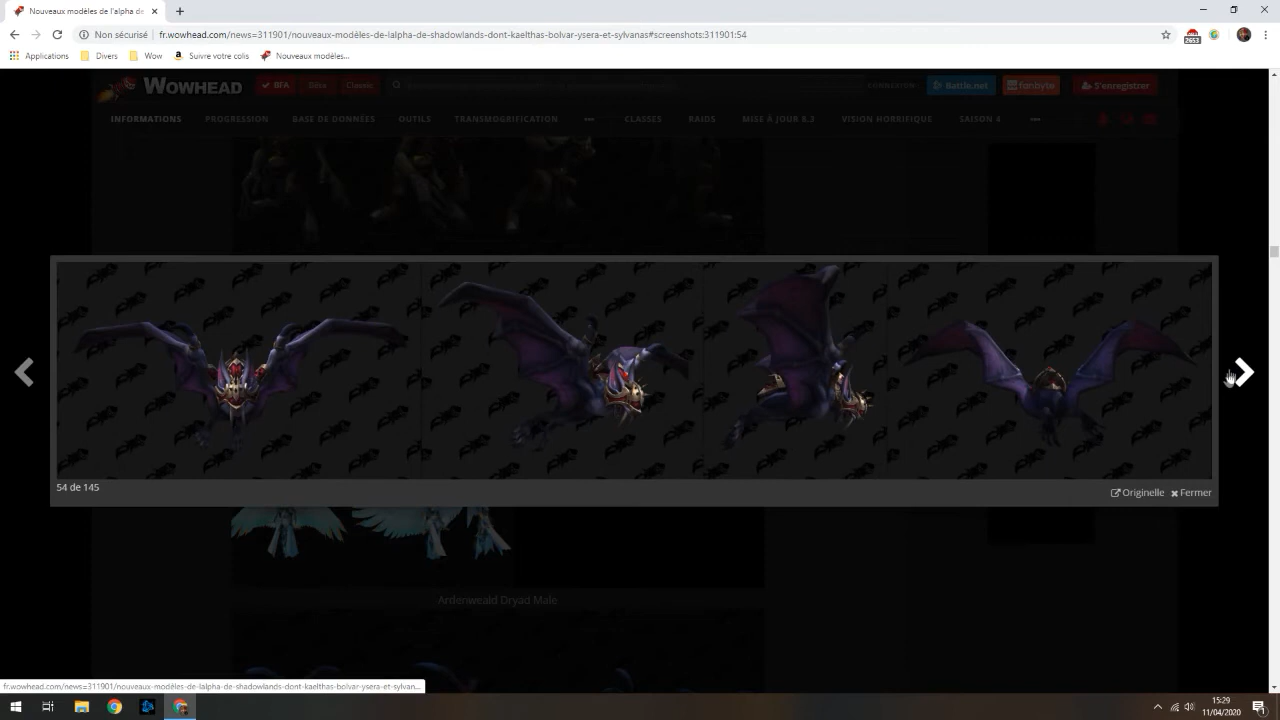 Nouveaux modèles de l'alpha de
Non sécurisé | fr.wowhead.com/news=311901/nouveaux-modèles-de-lalpha-de-shadowlands-dont-kaelthas-bolvar-ysera-et-sylvanas#screenshots:311901:54
Applications Divers Wow Suivre votre colis Nouveaux modèles...
WOWHEAD BFA Classic CONNEXION Battle.net fanbyte S'enregistrer
INFORMATIONS PROGRESSION BASE DE DONNÉES OUTILS TRANSMOGRIFICATION ••• CLASSES RAIDS MISE À JOUR 8.3 VISION HORRIFIQUE SAISON 4 •••
54 de 145
Originelle Fermer
Ardenweald Dryad Male
fr.wowhead.com/news=311901/nouveaux-modèles-de-lalpha-de-shadowlands-dont-kaelthas-bolvar-ysera-et-sylvan...
15:29
11/04/2020